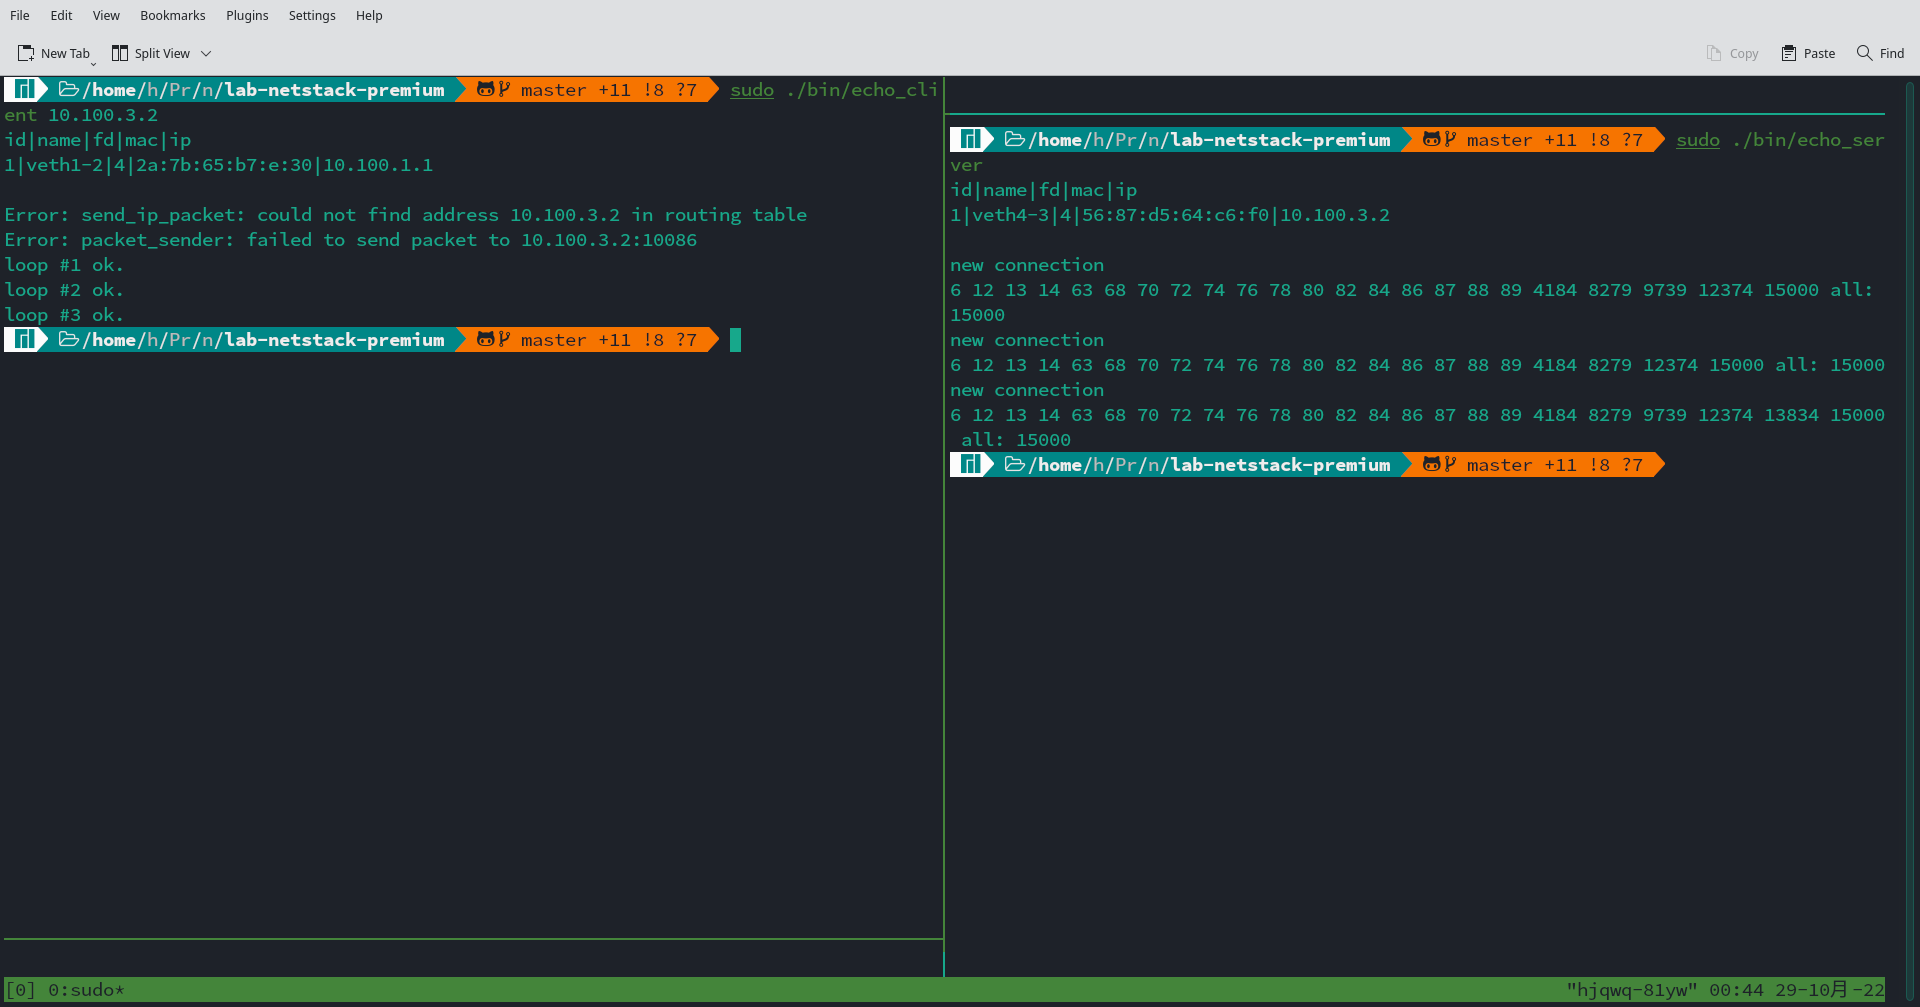 File Edit View Bookmarks Plugins Settings Help
New Tab Split View Copy Paste Find
/home/h/Pr/n/lab-netstack-premium master +11 !8 ?7 sudo ./bin/echo_cli
ent 10.100.3.2
id|name|fd|mac|ip
1|veth1-2|4|2a:7b:65:b7:e:30|10.100.1.1
Error: send_ip_packet: could not find address 10.100.3.2 in routing table
Error: packet_sender: failed to send packet to 10.100.3.2:10086
loop #1 ok.
loop #2 ok.
loop #3 ok.
/home/h/Pr/n/lab-netstack-premium master +11 !8 ?7
/home/h/Pr/n/lab-netstack-premium master +11 !8 ?7 sudo ./bin/echo_ser
ver
id|name|fd|mac|ip
1|veth4-3|4|56:87:d5:64:c6:f0|10.100.3.2
new connection
6 12 13 14 63 68 70 72 74 76 78 80 82 84 86 87 88 89 4184 8279 9739 12374 15000 all:
15000
new connection
6 12 13 14 63 68 70 72 74 76 78 80 82 84 86 87 88 89 4184 8279 12374 15000 all: 15000
new connection
6 12 13 14 63 68 70 72 74 76 78 80 82 84 86 87 88 89 4184 8279 9739 12374 13834 15000
all: 15000
/home/h/Pr/n/lab-netstack-premium master +11 !8 ?7
[0] 0:sudo* "hjqwq-81yw" 00:44 29-10月-22